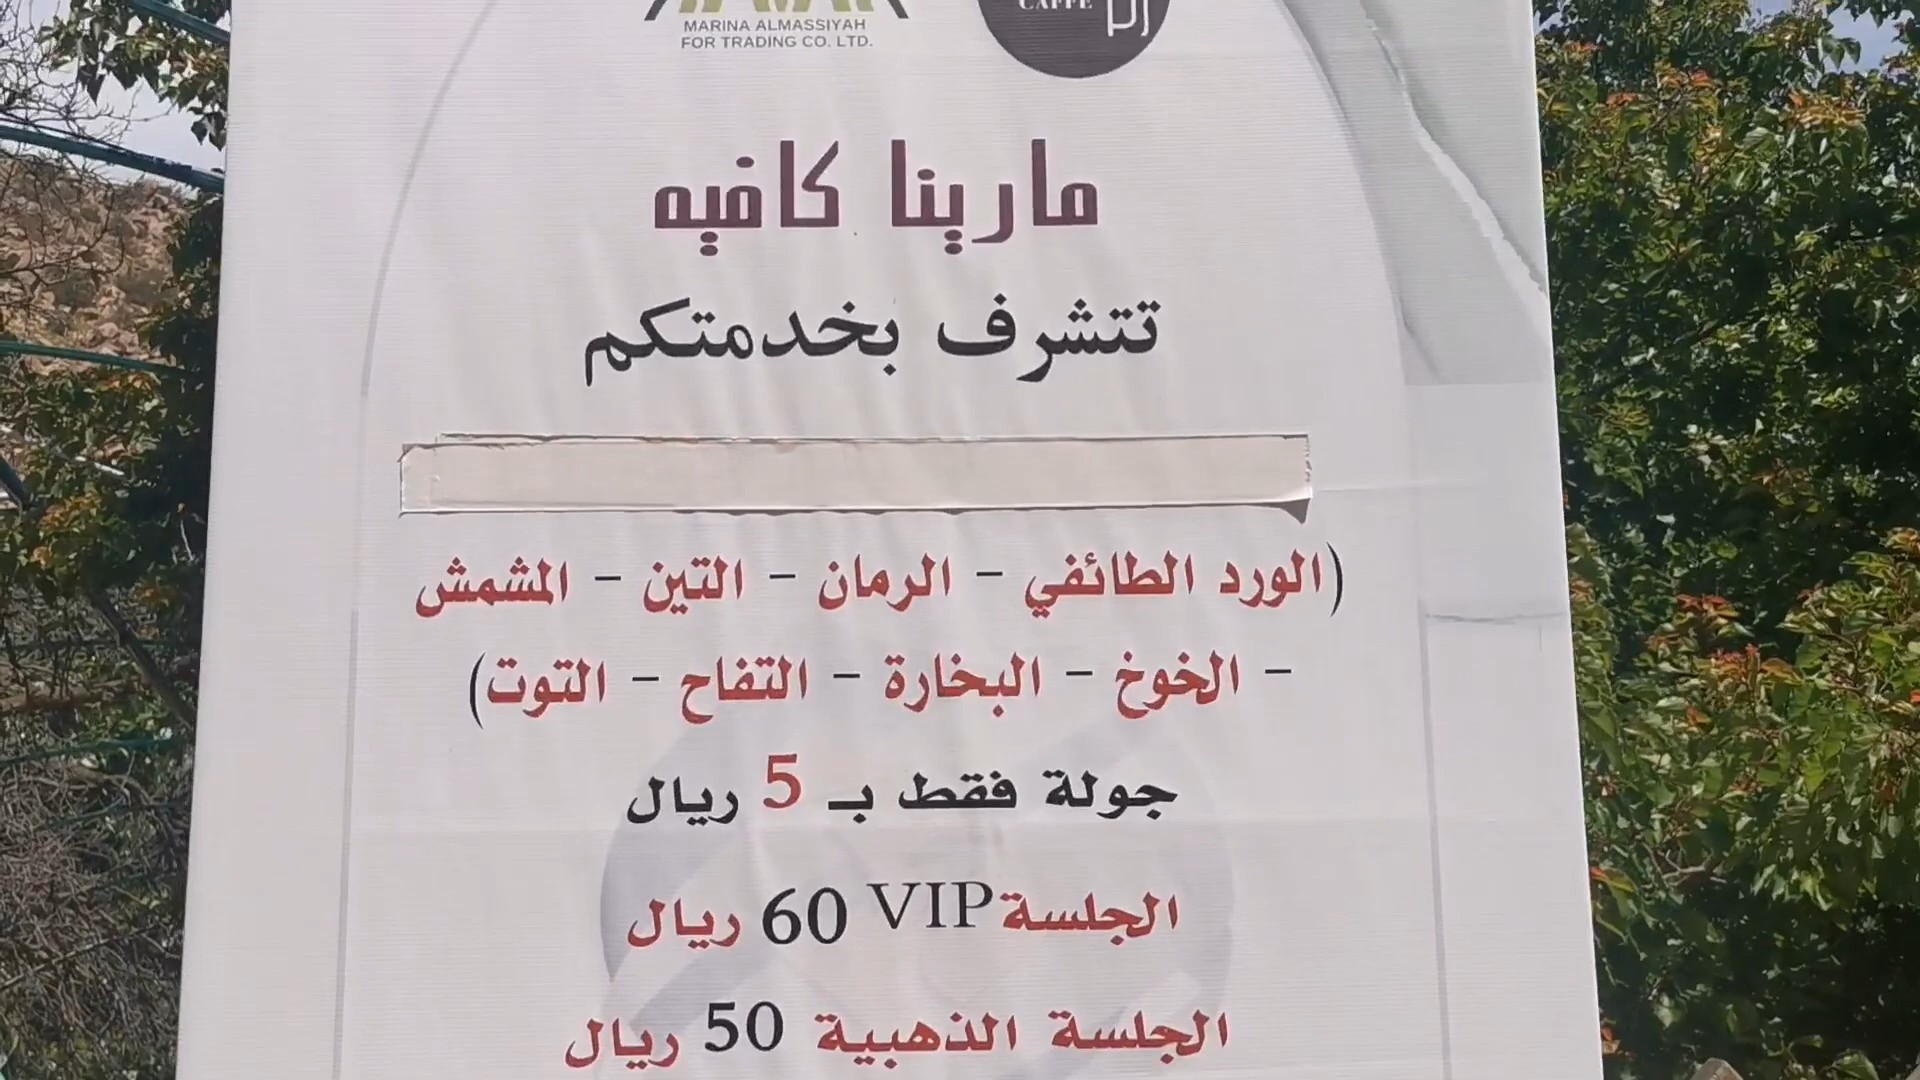 MARINA ALMASSIYAH
FOR TRADING CO. LTD.
CAFFE
مارينا كافيه
تتشرف بخدمتكم
(الورد الطائفي - الرمان - التين - المشمش
- الخوخ - البخارة - التفاح - التوت)
جولة فقط بـ 5 ريال
الجلسة VIP 60 ريال
الجلسة الذهبية 50 ريال